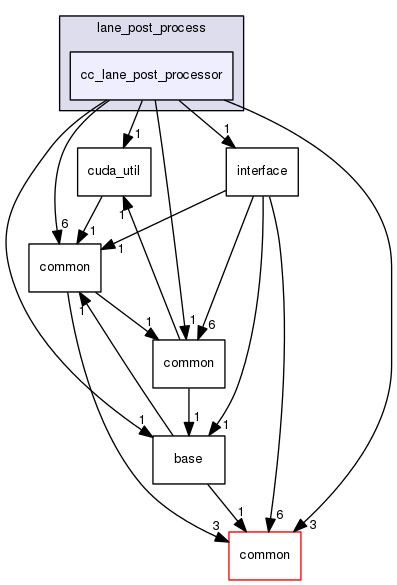 lane_post_process
cc_lane_post_processor
1
1
cuda_util
interface
1
6
1
1
common
1
1
6
common
1
1
1
1
base
1
6
3
3
common